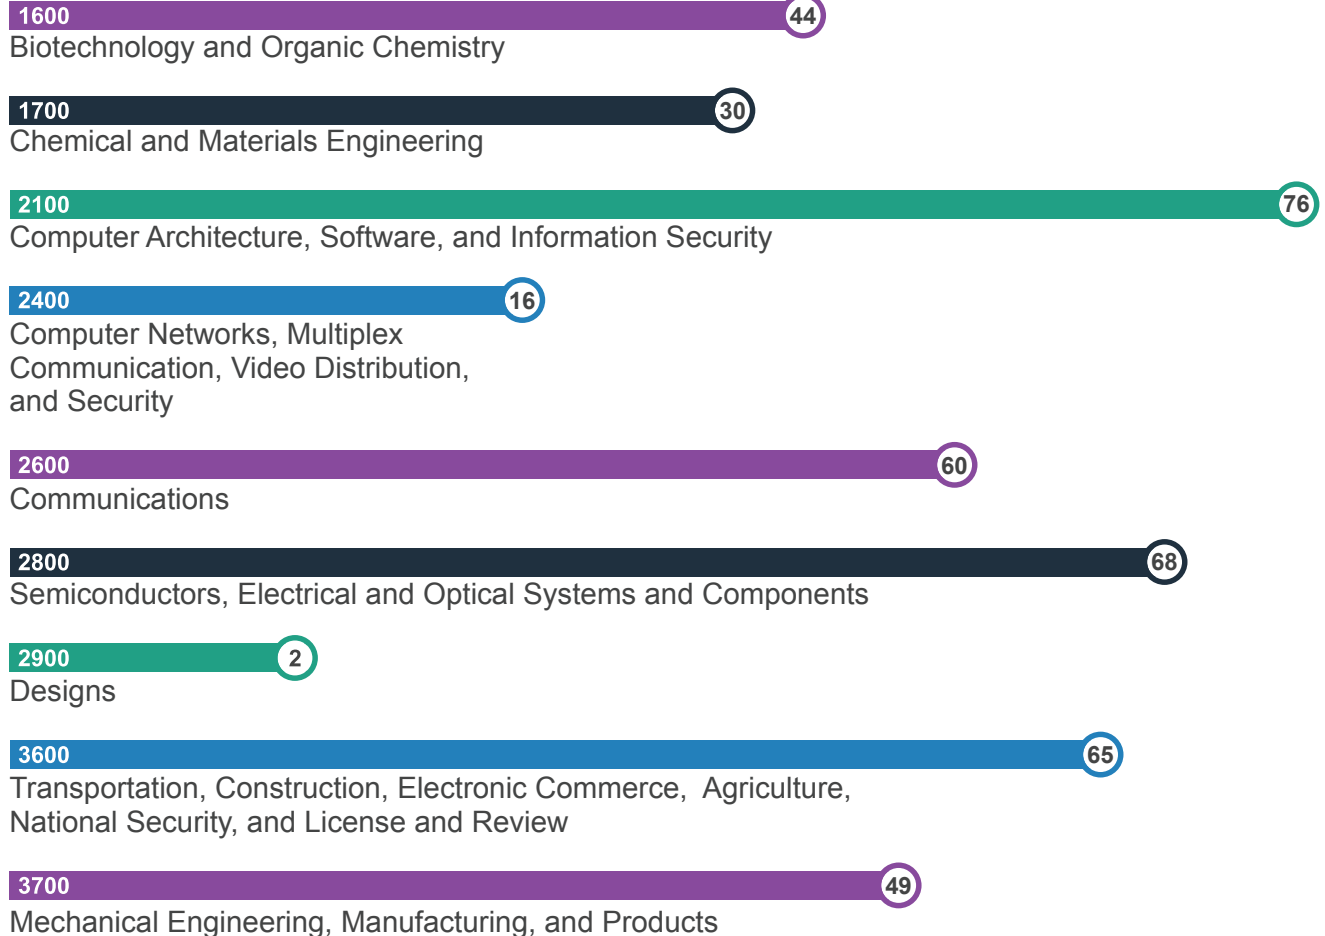 1600 44
Biotechnology and Organic Chemistry
1700 30
Chemical and Materials Engineering
2100 76
Computer Architecture, Software, and Information Security
2400 16
Computer Networks, Multiplex
Communication, Video Distribution,
and Security
2600 60
Communications
2800 68
Semiconductors, Electrical and Optical Systems and Components
2900 2
Designs
3600 65
Transportation, Construction, Electronic Commerce,  Agriculture,
National Security, and License and Review
3700 49
Mechanical Engineering, Manufacturing, and Products